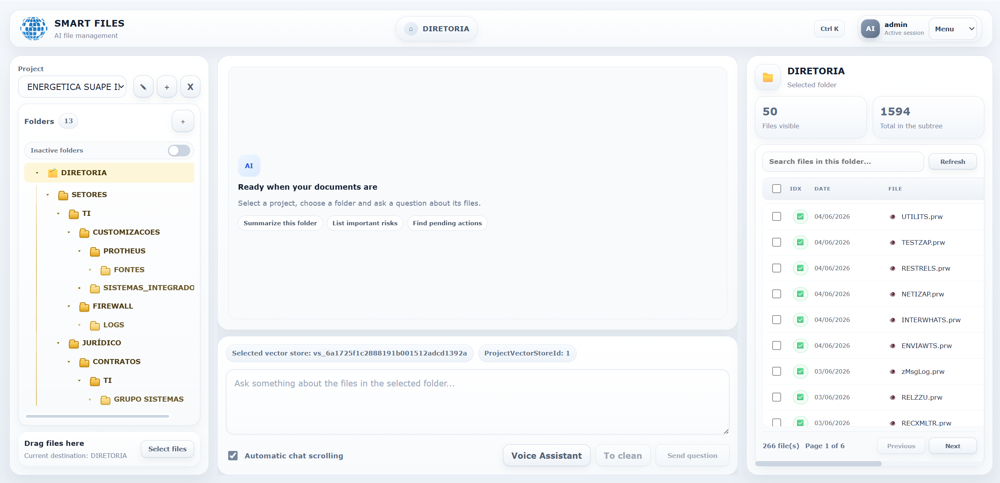 SMART FILES
AI file management
DIRETORIA
Ctrl K
AI
admin
Active session
Menu
Project
ENERGETICA SUAPE II
+
X
Folders 13
+
Inactive folders
DIRETORIA
SETORES
TI
CUSTOMIZACOES
PROTHEUS
FONTES
SISTEMAS_INTEGRADO
FIREWALL
LOGS
JURÍDICO
CONTRATOS
TI
GRUPO SISTEMAS
Drag files here
Current destination: DIRETORIA
Select files
AI
Ready when your documents are
Select a project, choose a folder and ask a question about its files.
Summarize this folder
List important risks
Find pending actions
Selected vector store: vs_6a1725f1c2888191b001512adcd1392a
ProjectVectorStoreId: 1
Ask something about the files in the selected folder...
Automatic chat scrolling
Voice Assistant
To clean
Send question
DIRETORIA
Selected folder
50
Files visible
1594
Total in the subtree
Search files in this folder...
Refresh
IDX DATE FILE
04/06/2026 UTILITS.prw
04/06/2026 TESTZAP.prw
04/06/2026 RESTRELS.prw
04/06/2026 NETIZAP.prw
04/06/2026 INTERWHATS.prw
04/06/2026 ENVIAWTS.prw
03/06/2026 zMsgLog.prw
03/06/2026 RELZZU.prw
03/06/2026 RECXMLTR.prw
266 file(s) Page 1 of 6
Previous
Next